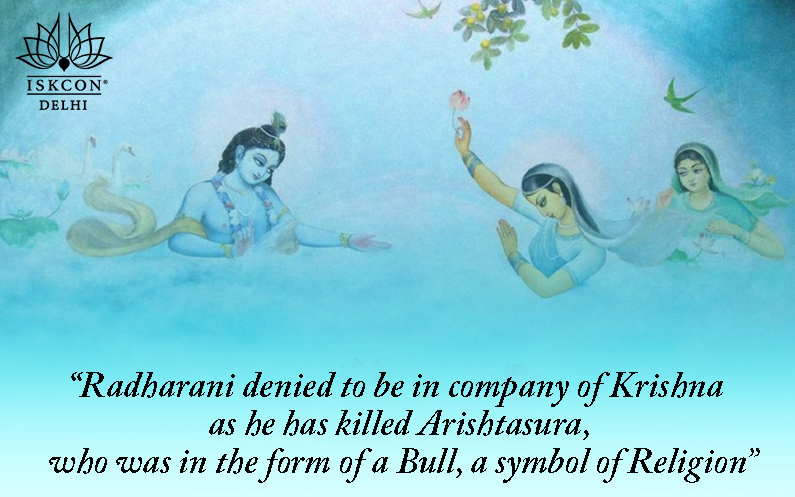 ISKCON®
DELHI
“Radharani denied to be in company of Krishna
as he has killed Arishtasura,
who was in the form of a Bull, a symbol of Religion”